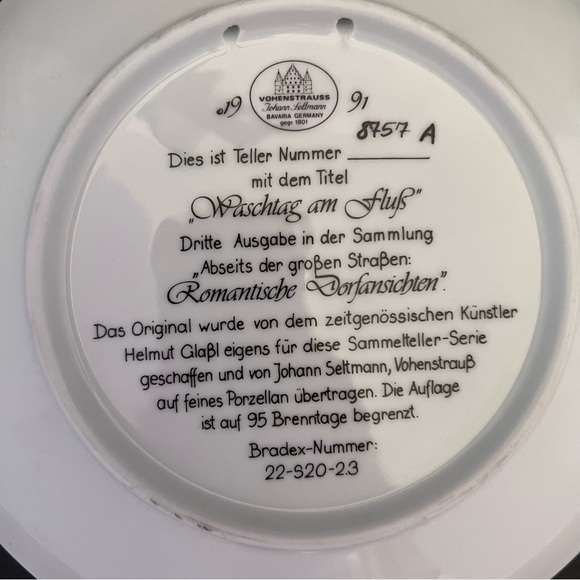 VOHENSTRAUSS
Johann Seltmann
BAVARIA GERMANY
gegr. 1901
©19 91
8757 A
Dies ist Teller Nummer
mit dem Titel
„Waschtag am Fluß”
Dritte Ausgabe in der Sammlung
„Abseits der großen Straßen:
Romantische Dorfansichten”.
Das Original wurde von dem zeitgenössischen Künstler
Helmut Glaßl eigens für diese Sammelteller-Serie
geschaffen und von Johann Seltmann, Vohenstrauß
auf feines Porzellan übertragen. Die Auflage
ist auf 95 Brenntage begrenzt.
Bradex-Nummer:
22-S20-2.3